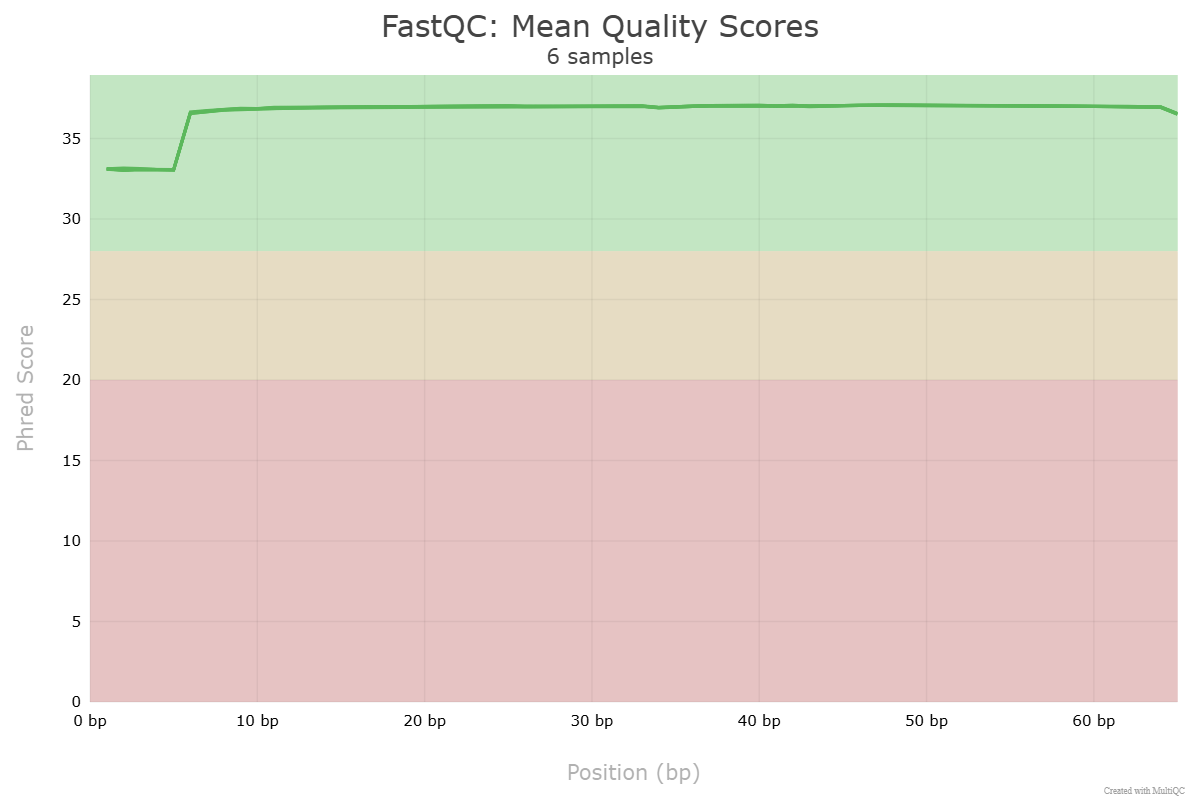 FastQC: Mean Quality Scores
6 samples
Phred Score
35
30
25
20
15
10
5
0
0 bp
10 bp
20 bp
30 bp
40 bp
50 bp
60 bp
Position (bp)
Created with MultiQC